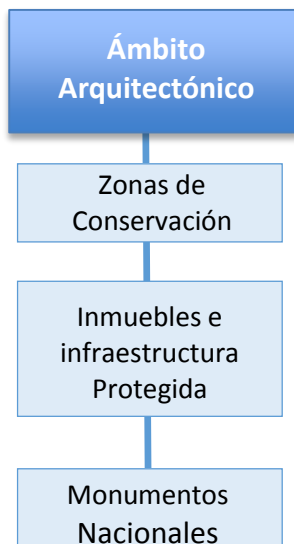 Ámbito
Arquitectónico
Zonas de
Conservación
Inmuebles e
infraestructura
Protegida
Monumentos
Nacionales